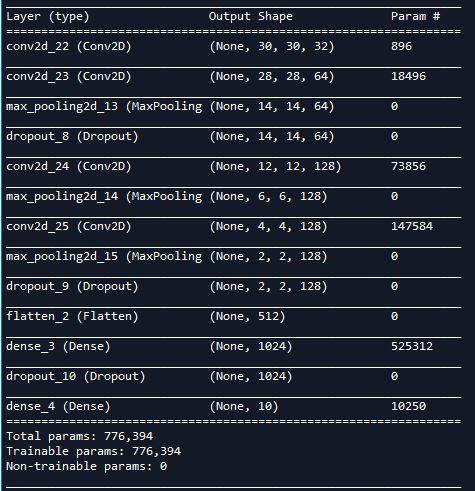 Layer (type) Output Shape Param #
conv2d_22 (Conv2D) (None, 30, 30, 32) 896
conv2d_23 (Conv2D) (None, 28, 28, 64) 18496
max_pooling2d_13 (MaxPooling (None, 14, 14, 64) 0
dropout_8 (Dropout) (None, 14, 14, 64) 0
conv2d_24 (Conv2D) (None, 12, 12, 128) 73856
max_pooling2d_14 (MaxPooling (None, 6, 6, 128) 0
conv2d_25 (Conv2D) (None, 4, 4, 128) 147584
max_pooling2d_15 (MaxPooling (None, 2, 2, 128) 0
dropout_9 (Dropout) (None, 2, 2, 128) 0
flatten_2 (Flatten) (None, 512) 0
dense_3 (Dense) (None, 1024) 525312
dropout_10 (Dropout) (None, 1024) 0
dense_4 (Dense) (None, 10) 10250
Total params: 776,394
Trainable params: 776,394
Non-trainable params: 0